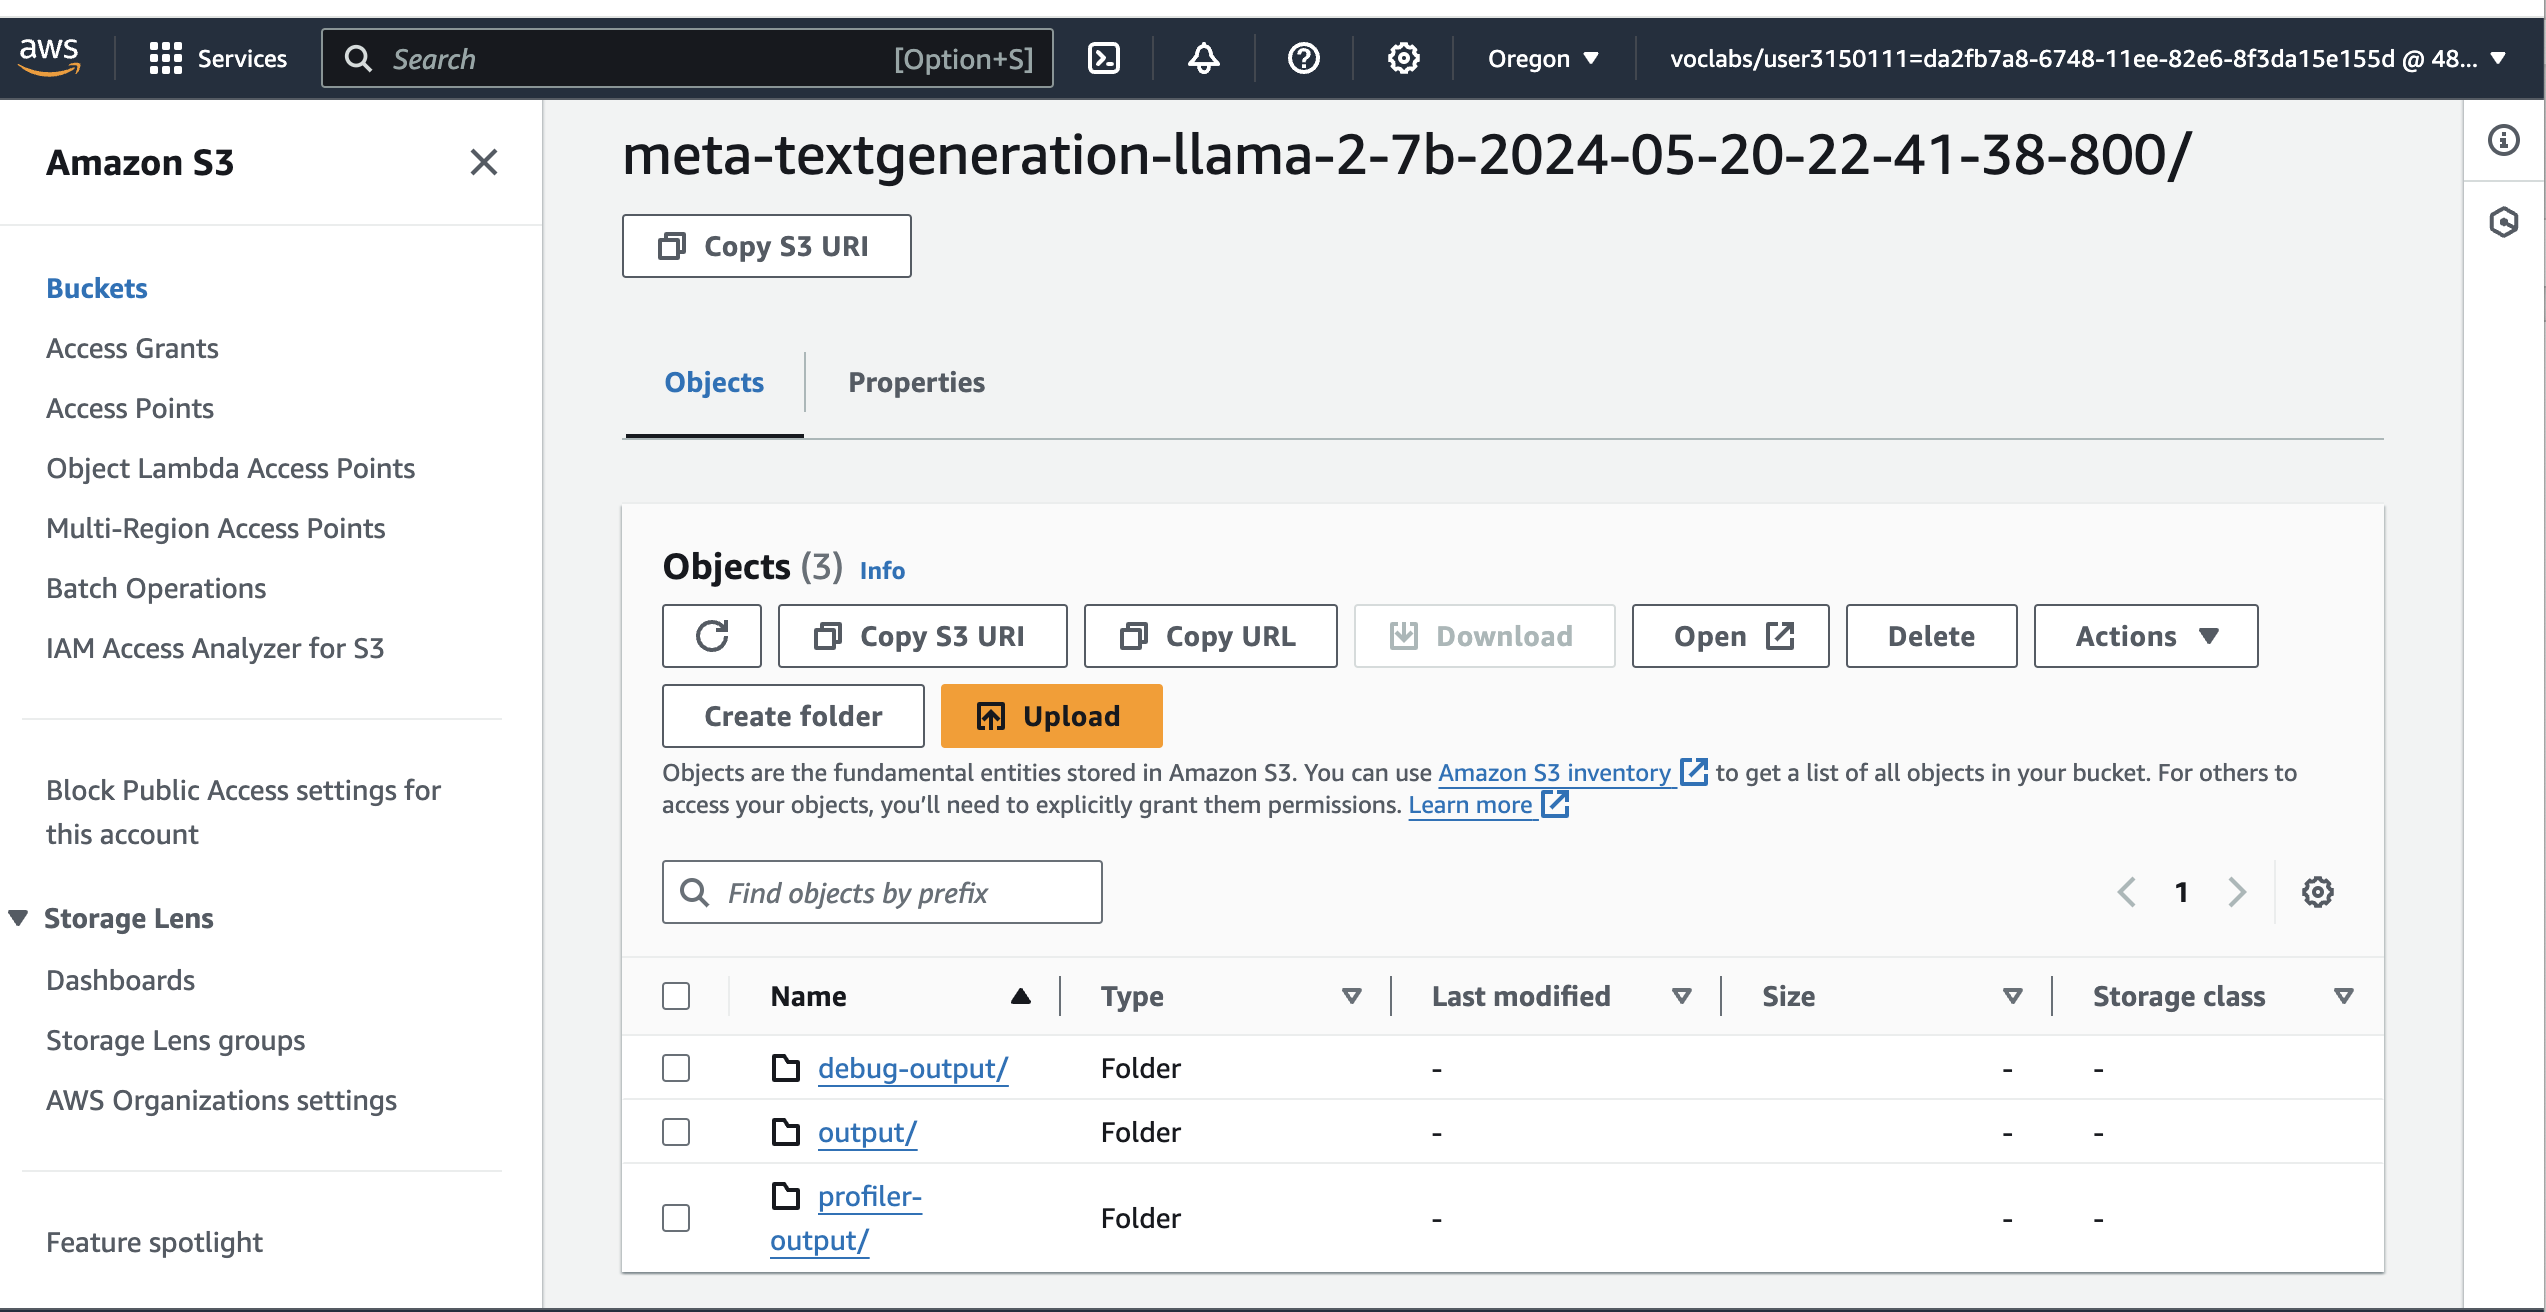 aws
Services
Search [Option+S]
Oregon
voclabs/user3150111=da2fb7a8-6748-11ee-82e6-8f3da15e155d @ 48...
Amazon S3
Buckets
Access Grants
Access Points
Object Lambda Access Points
Multi-Region Access Points
Batch Operations
IAM Access Analyzer for S3
Block Public Access settings for
this account
Storage Lens
Dashboards
Storage Lens groups
AWS Organizations settings
Feature spotlight
meta-textgeneration-llama-2-7b-2024-05-20-22-41-38-800/
Copy S3 URI
Objects
Properties
Objects (3) Info
Copy S3 URI
Copy URL
Download
Open
Delete
Actions
Create folder
Upload
Objects are the fundamental entities stored in Amazon S3. You can use Amazon S3 inventory to get a list of all objects in your bucket. For others to
access your objects, you’ll need to explicitly grant them permissions. Learn more
Find objects by prefix
1
Name Type Last modified Size Storage class
debug-output/ Folder - - -
output/ Folder - - -
profiler-
output/ Folder - - -